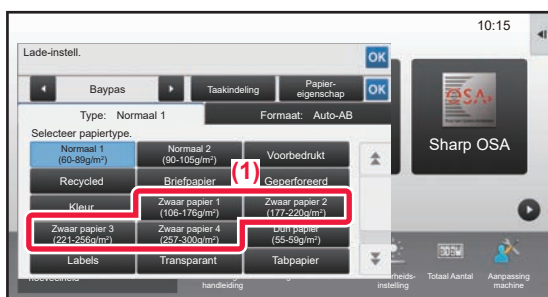 10:15
Lade-instell.
OK
Baypas
Taakindeling
Papier-
eigenschap
OK
Type: Normaal 1
Formaat: Auto-AB
Selecteer papiertype.
Normaal 1
(60-89g/m²)
Normaal 2
(90-105g/m²)
Voorbedrukt
Recycled
Briefpapier
(1)
Geperforeerd
Kleur
Zwaar papier 1
(106-176g/m²)
Zwaar papier 2
(177-220g/m²)
Zwaar papier 3
(221-256g/m²)
Zwaar papier 4
(257-300g/m²)
Dun papier
(55-59g/m²)
Labels
Transparant
Tabpapier
OSA
Sharp OSA
hoeveelheid
handleiding
instelling
Totaal Aantal
Aanpassing
machine